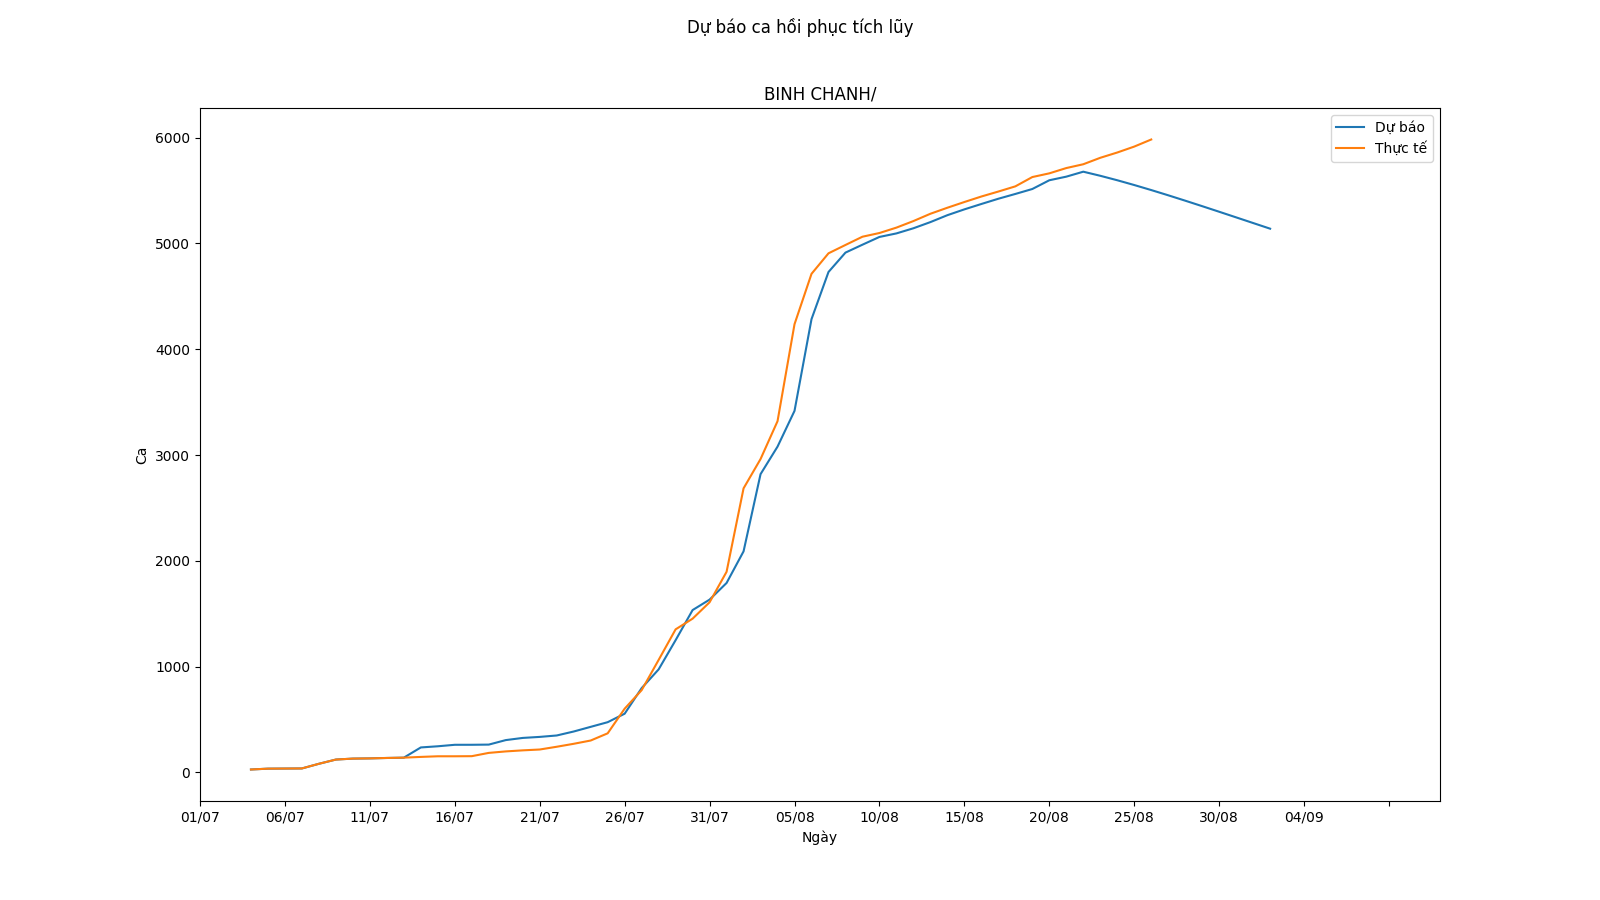 Dự báo ca hồi phục tích lũy
BINH CHANH/
Dự báo
Thực tế
6000
5000
4000
3000
2000
1000
0
Ca
01/07 06/07 11/07 16/07 21/07 26/07 31/07 05/08 10/08 15/08 20/08 25/08 30/08 04/09
Ngày